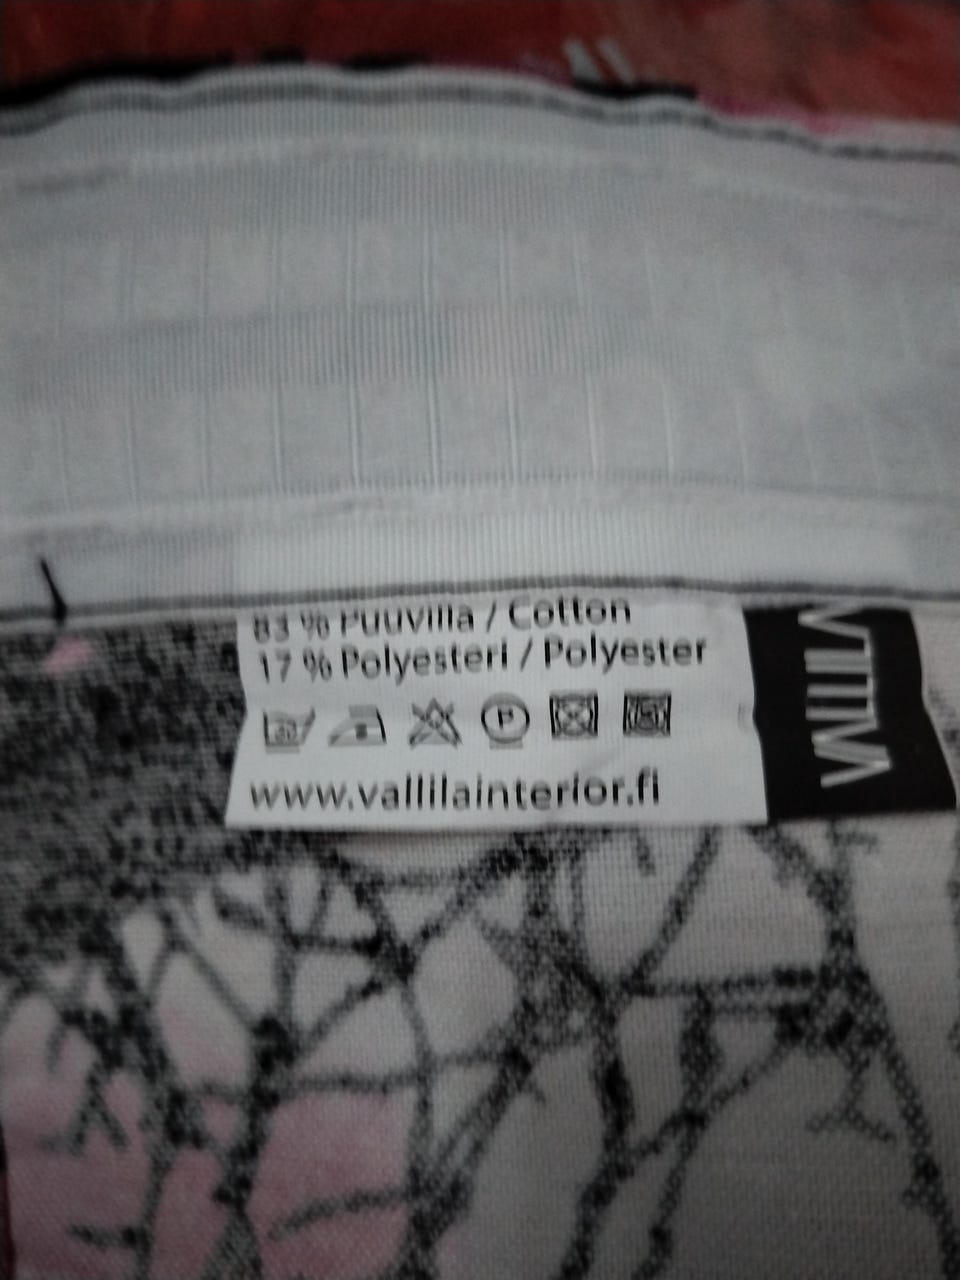 83 % Puuvilla / Cotton
17 % Polyesteri / Polyester
P
www.vallilainterior.fi